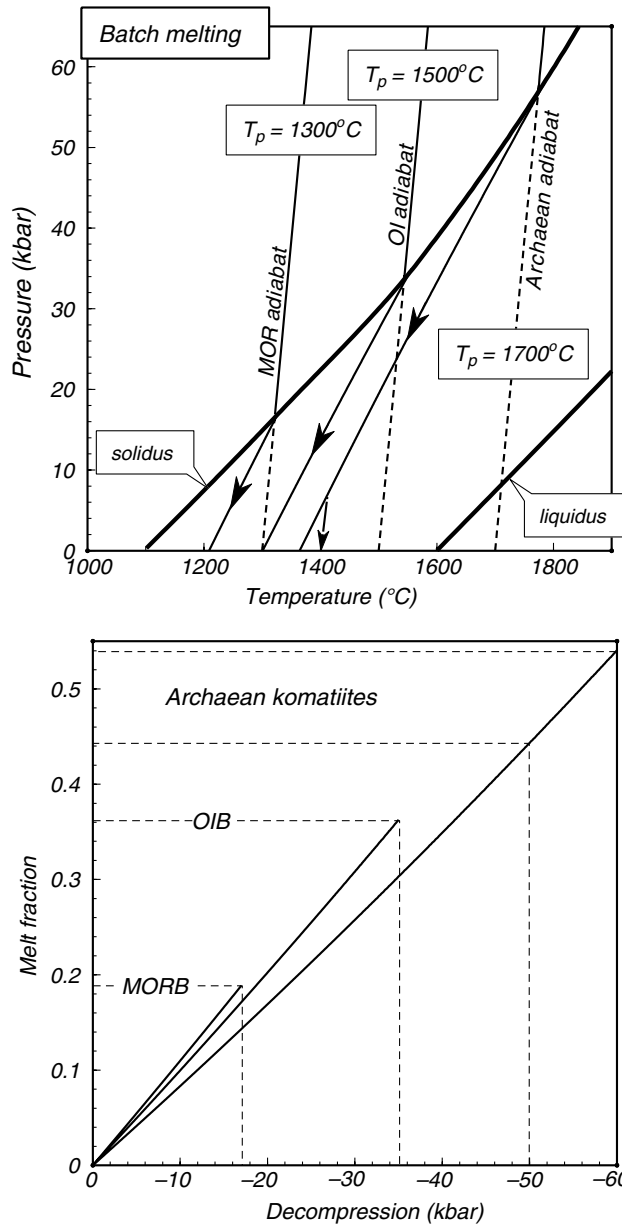 Batch melting
60
50
40
30
20
10
0
Pressure (kbar)
T_p = 1300°C
T_p = 1500°C
T_p = 1700°C
MOR adiabat
OI adiabat
Archaean adiabat
solidus
liquidus
1000
1200
1400
1600
1800
Temperature (°C)
0.5
0.4
0.3
0.2
0.1
0
Melt fraction
Archaean komatiites
OIB
MORB
0
–10
–20
–30
–40
–50
–60
Decompression (kbar)